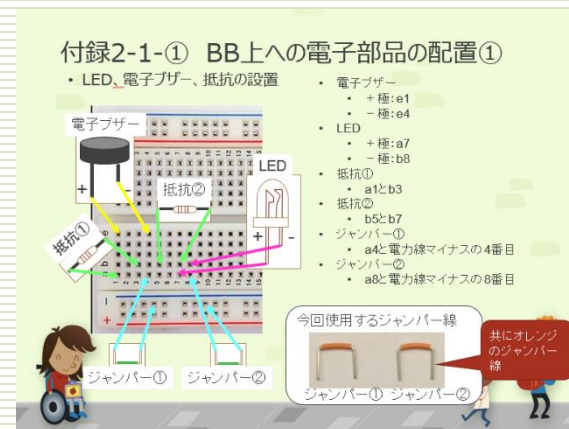 付録2-1-① BB上への電子部品の配置①
• LED、電子ブザー、抵抗の設置
電子ブザー
+
-
抵抗②
LED
+ -
抵抗①
ジャンパー①
ジャンパー②
• 電子ブザー
• +極:e1
• -極:e4
• LED
• +極:a7
• -極:b8
• 抵抗①
• a1とb3
• 抵抗②
• b5とb7
• ジャンパー①
• a4と電力線マイナスの4番目
• ジャンパー②
• a8と電力線マイナスの8番目
今回使用するジャンパー線
ジャンパー① ジャンパー②
共にオレンジ
のジャンパー
線